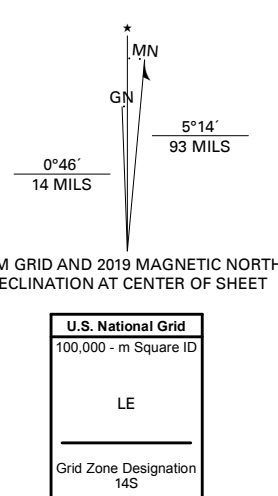 MN
GN
5°14´
93 MILS
0°46´
14 MILS
M GRID AND 2019 MAGNETIC NORTH
ECLINATION AT CENTER OF SHEET
U.S. National Grid
100,000 - m Square ID
LE
Grid Zone Designation
14S